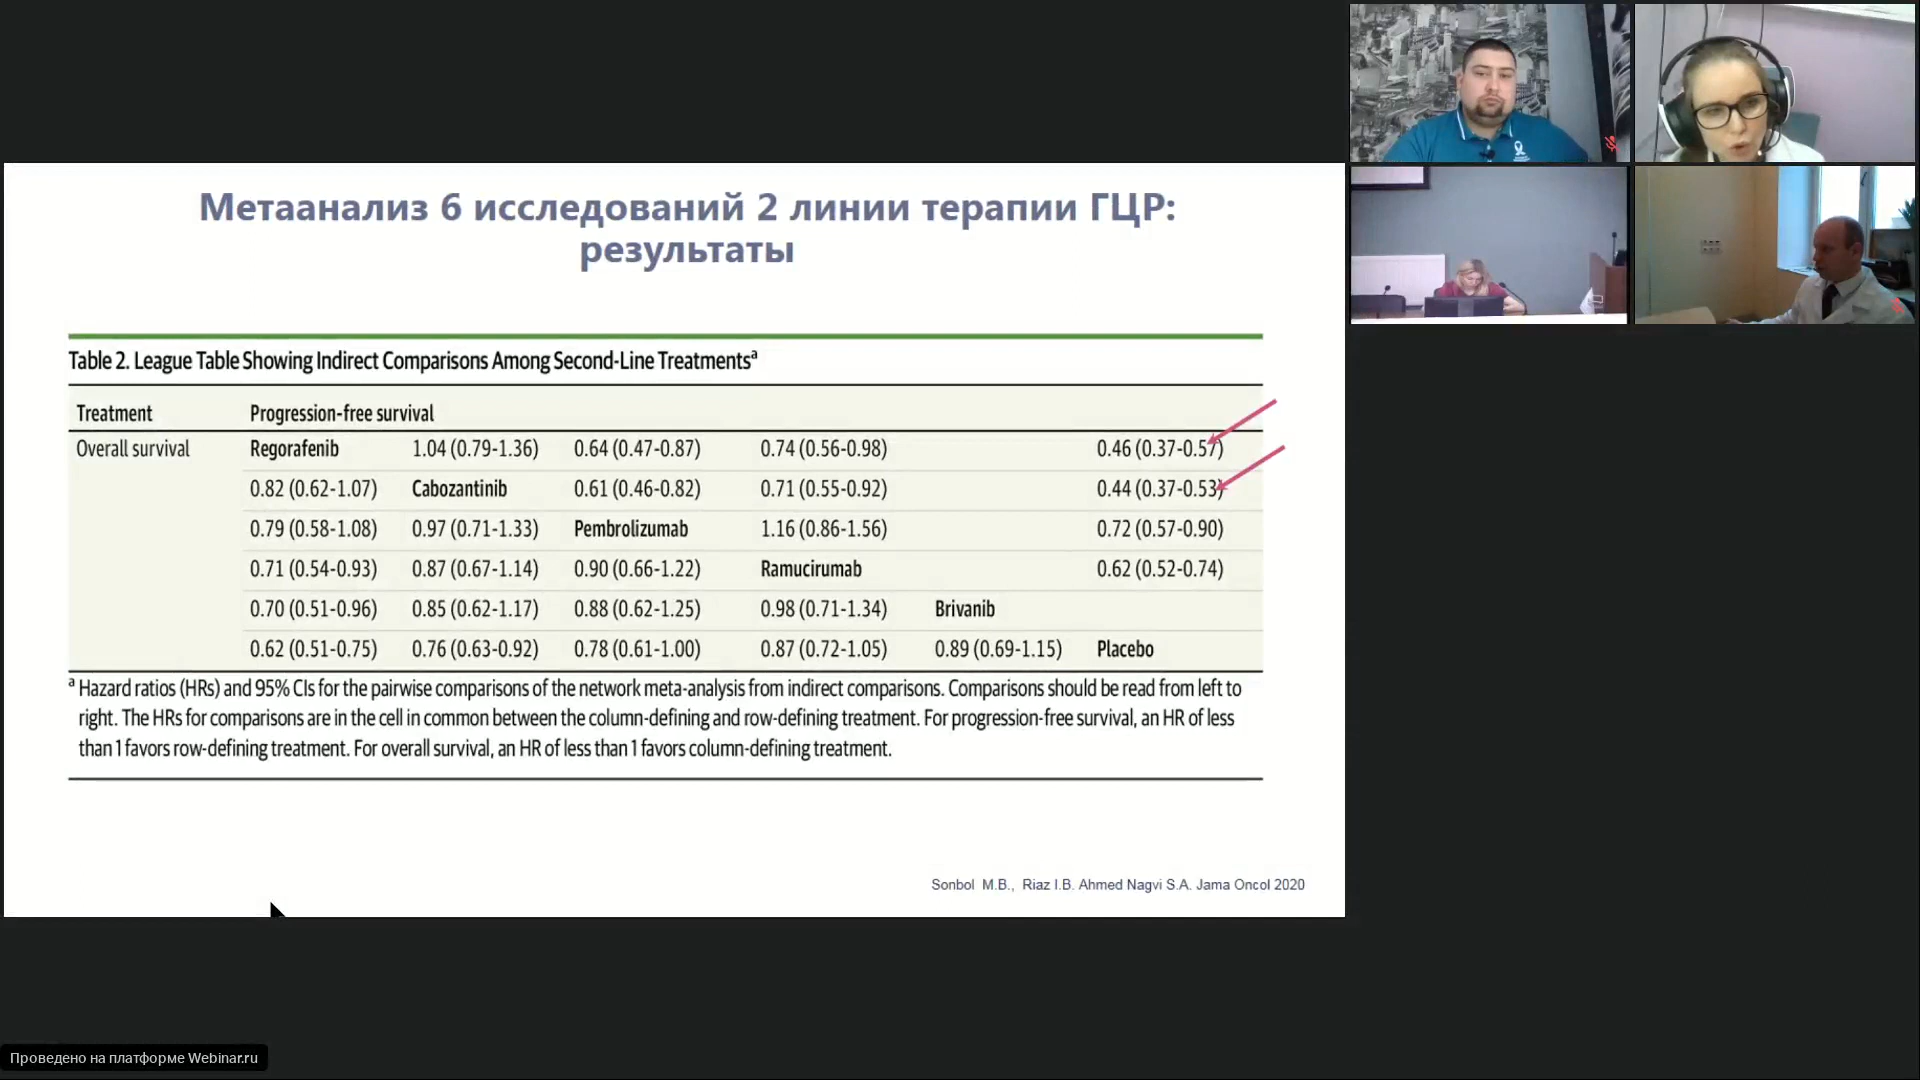 Метаанализ 6 исследований 2 линии терапии ГЦР:
результаты
Table 2. League Table Showing Indirect Comparisons Among Second-Line Treatmentsª
Treatment Progression-free survival
Overall survival Regorafenib 1.04 (0.79-1.36) 0.64 (0.47-0.87) 0.74 (0.56-0.98) 0.46 (0.37-0.57)
0.82 (0.62-1.07) Cabozantinib 0.61 (0.46-0.82) 0.71 (0.55-0.92) 0.44 (0.37-0.53)
0.79 (0.58-1.08) 0.97 (0.71-1.33) Pembrolizumab 1.16 (0.86-1.56) 0.72 (0.57-0.90)
0.71 (0.54-0.93) 0.87 (0.67-1.14) 0.90 (0.66-1.22) Ramucirumab 0.62 (0.52-0.74)
0.70 (0.51-0.96) 0.85 (0.62-1.17) 0.88 (0.62-1.25) 0.98 (0.71-1.34) Brivanib
0.62 (0.51-0.75) 0.76 (0.63-0.92) 0.78 (0.61-1.00) 0.87 (0.72-1.05) 0.89 (0.69-1.15) Placebo
ª Hazard ratios (HRs) and 95% CIs for the pairwise comparisons of the network meta-analysis from indirect comparisons. Comparisons should be read from left to
right. The HRs for comparisons are in the cell in common between the column-defining and row-defining treatment. For progression-free survival, an HR of less
than 1 favors row-defining treatment. For overall survival, an HR of less than 1 favors column-defining treatment.
Sonbol M.B., Riaz I.B. Ahmed Nagvi S.A. Jama Oncol 2020
Проведено на платформе Webinar.ru